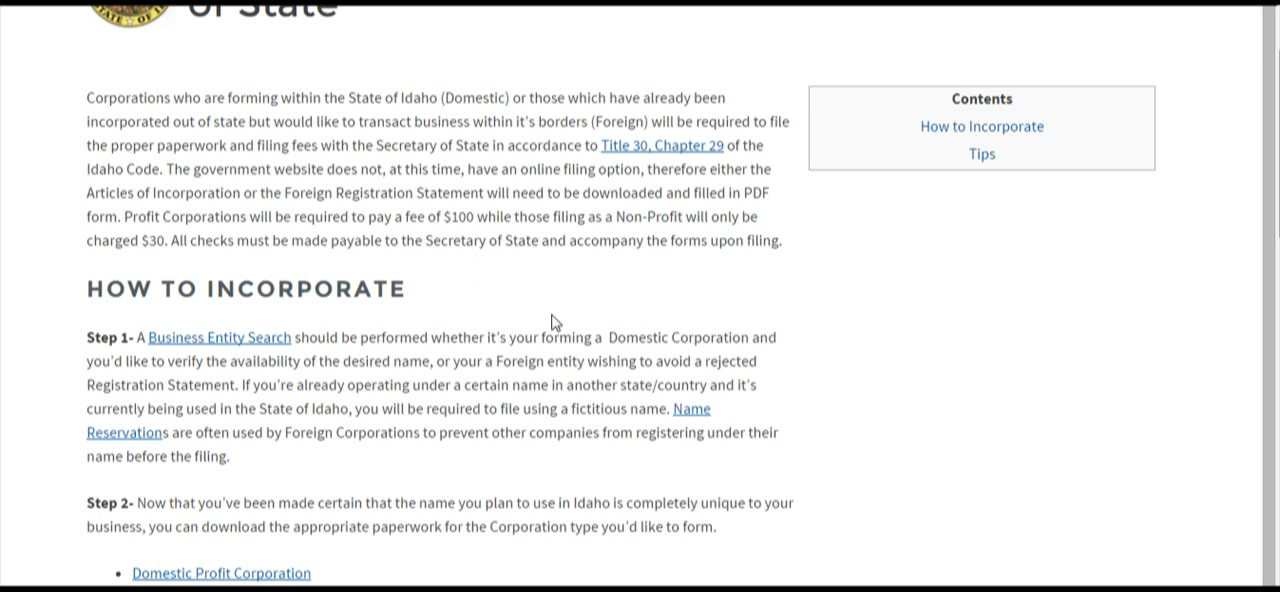 STATE OF
of State
Corporations who are forming within the State of Idaho (Domestic) or those which have already been
incorporated out of state but would like to transact business within it's borders (Foreign) will be required to file
the proper paperwork and filing fees with the Secretary of State in accordance to Title 30, Chapter 29 of the
Idaho Code. The government website does not, at this time, have an online filing option, therefore either the
Articles of Incorporation or the Foreign Registration Statement will need to be downloaded and filled in PDF
form. Profit Corporations will be required to pay a fee of $100 while those filing as a Non-Profit will only be
charged $30. All checks must be made payable to the Secretary of State and accompany the forms upon filing.
Contents
How to Incorporate
Tips
HOW TO INCORPORATE
Step 1- A Business Entity Search should be performed whether it's your forming a Domestic Corporation and
you'd like to verify the availability of the desired name, or your a Foreign entity wishing to avoid a rejected
Registration Statement. If you're already operating under a certain name in another state/country and it's
currently being used in the State of Idaho, you will be required to file using a fictitious name. Name
Reservations are often used by Foreign Corporations to prevent other companies from registering under their
name before the filing.
Step 2- Now that you've been made certain that the name you plan to use in Idaho is completely unique to your
business, you can download the appropriate paperwork for the Corporation type you'd like to form.
• Domestic Profit Corporation